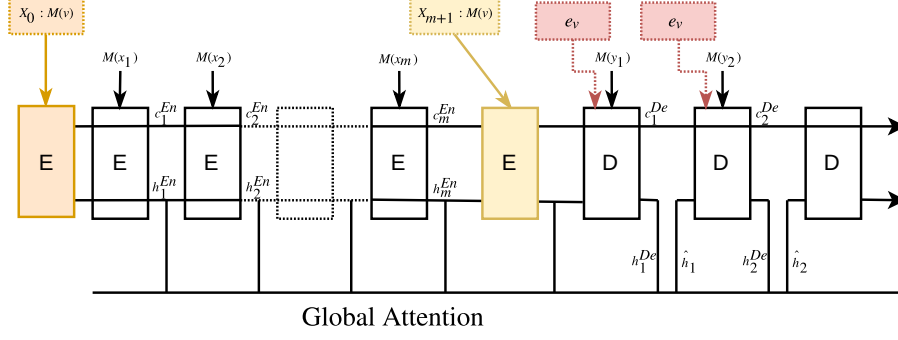 X₀ : M(v)
Xₘ₊₁ : M(v)
eᵥ
eᵥ
M(x₁)
M(x₂)
M(xₘ)
M(y₁)
M(y₂)
c₁ᴱⁿ
c₂ᴱⁿ
cₘᴱⁿ
c₁ᴰᵉ
c₂ᴰᵉ
E
E
E
E
E
D
D
D
h₁ᴱⁿ
h₂ᴱⁿ
hₘᴱⁿ
h₁ᴰᵉ
ĥ₁
h₂ᴰᵉ
ĥ₂
Global Attention